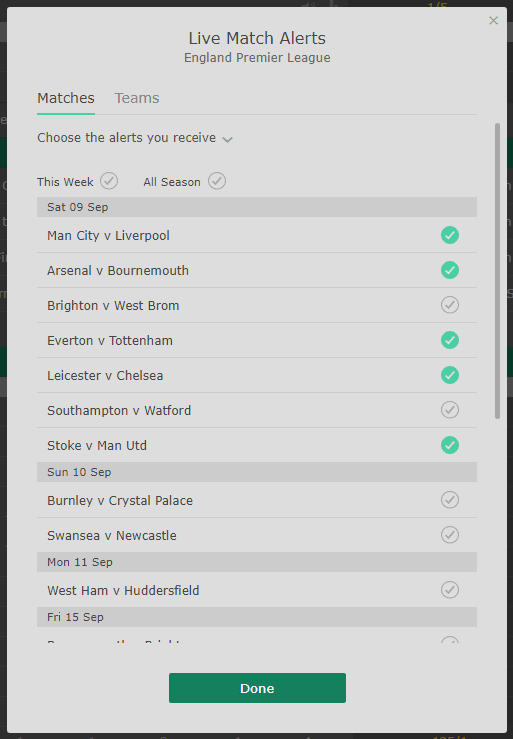 Live Match Alerts
England Premier League
Matches Teams
Choose the alerts you receive
This Week All Season
Sat 09 Sep
Man City v Liverpool
Arsenal v Bournemouth
Brighton v West Brom
Everton v Tottenham
Leicester v Chelsea
Southampton v Watford
Stoke v Man Utd
Sun 10 Sep
Burnley v Crystal Palace
Swansea v Newcastle
Mon 11 Sep
West Ham v Huddersfield
Fri 15 Sep
Done